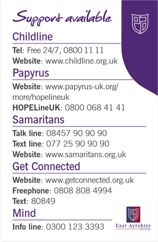 Support available
Childline
Tel: Free 24/7, 0800 11 11
Website: www.childline.org.uk
Papyrus
Website: www.papyrus-uk.org/
more/hopelineuk
HOPELineUK: 0800 068 41 41
Samaritans
Talk line: 08457 90 90 90
Text line: 077 25 90 90 90
Website: www.samaritans.org.uk
Get Connected
Website: www.getconnected.org.uk
Freephone: 0808 808 4994
Text: 80849
Mind
Info line: 0300 123 3393
East Ayrshire